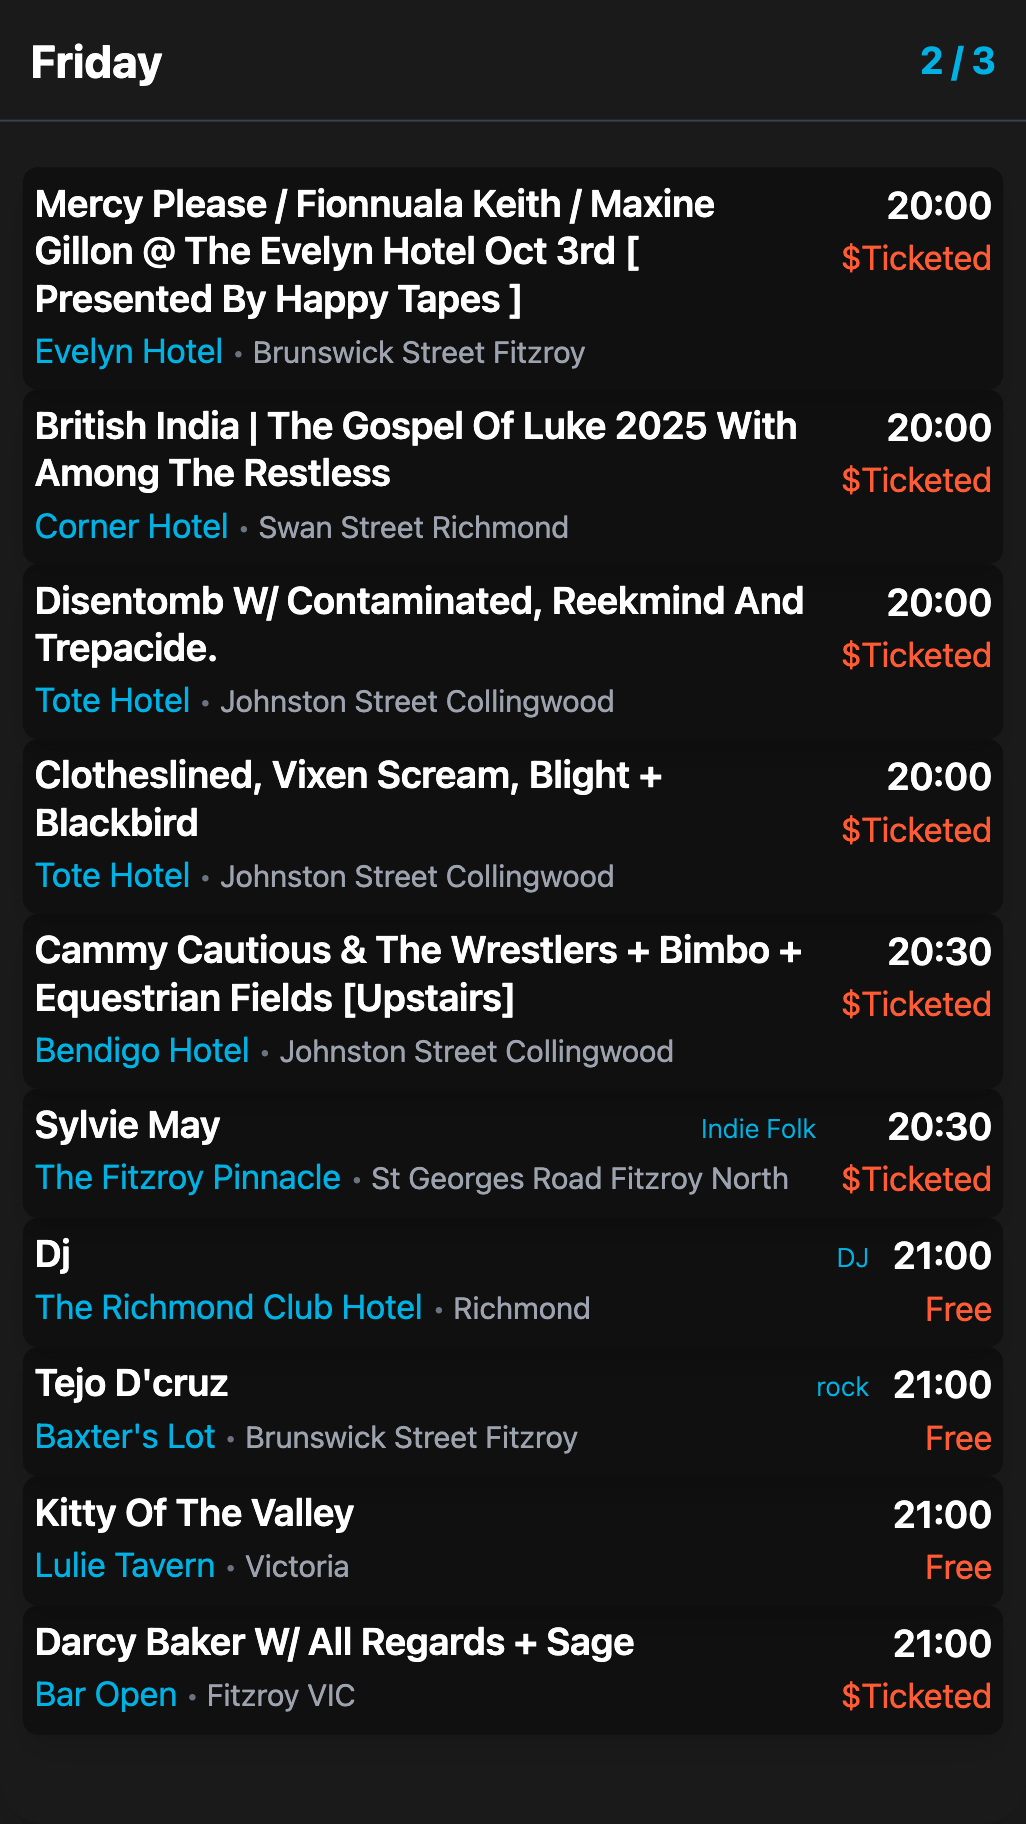 Friday
2 / 3
Mercy Please / Fionnuala Keith / Maxine
Gillon @ The Evelyn Hotel Oct 3rd [
Presented By Happy Tapes ]
20:00
$Ticketed
Evelyn Hotel • Brunswick Street Fitzroy
British India | The Gospel Of Luke 2025 With
Among The Restless
20:00
$Ticketed
Corner Hotel • Swan Street Richmond
Disentomb W/ Contaminated, Reekmind And
Trepacide.
20:00
$Ticketed
Tote Hotel • Johnston Street Collingwood
Clotheslined, Vixen Scream, Blight +
Blackbird
20:00
$Ticketed
Tote Hotel • Johnston Street Collingwood
Cammy Cautious & The Wrestlers + Bimbo +
Equestrian Fields [Upstairs]
20:30
$Ticketed
Bendigo Hotel • Johnston Street Collingwood
Sylvie May
Indie Folk
20:30
The Fitzroy Pinnacle • St Georges Road Fitzroy North
$Ticketed
Dj
DJ
21:00
The Richmond Club Hotel • Richmond
Free
Tejo D'cruz
rock
21:00
Baxter's Lot • Brunswick Street Fitzroy
Free
Kitty Of The Valley
21:00
Lulie Tavern • Victoria
Free
Darcy Baker W/ All Regards + Sage
21:00
Bar Open • Fitzroy VIC
$Ticketed